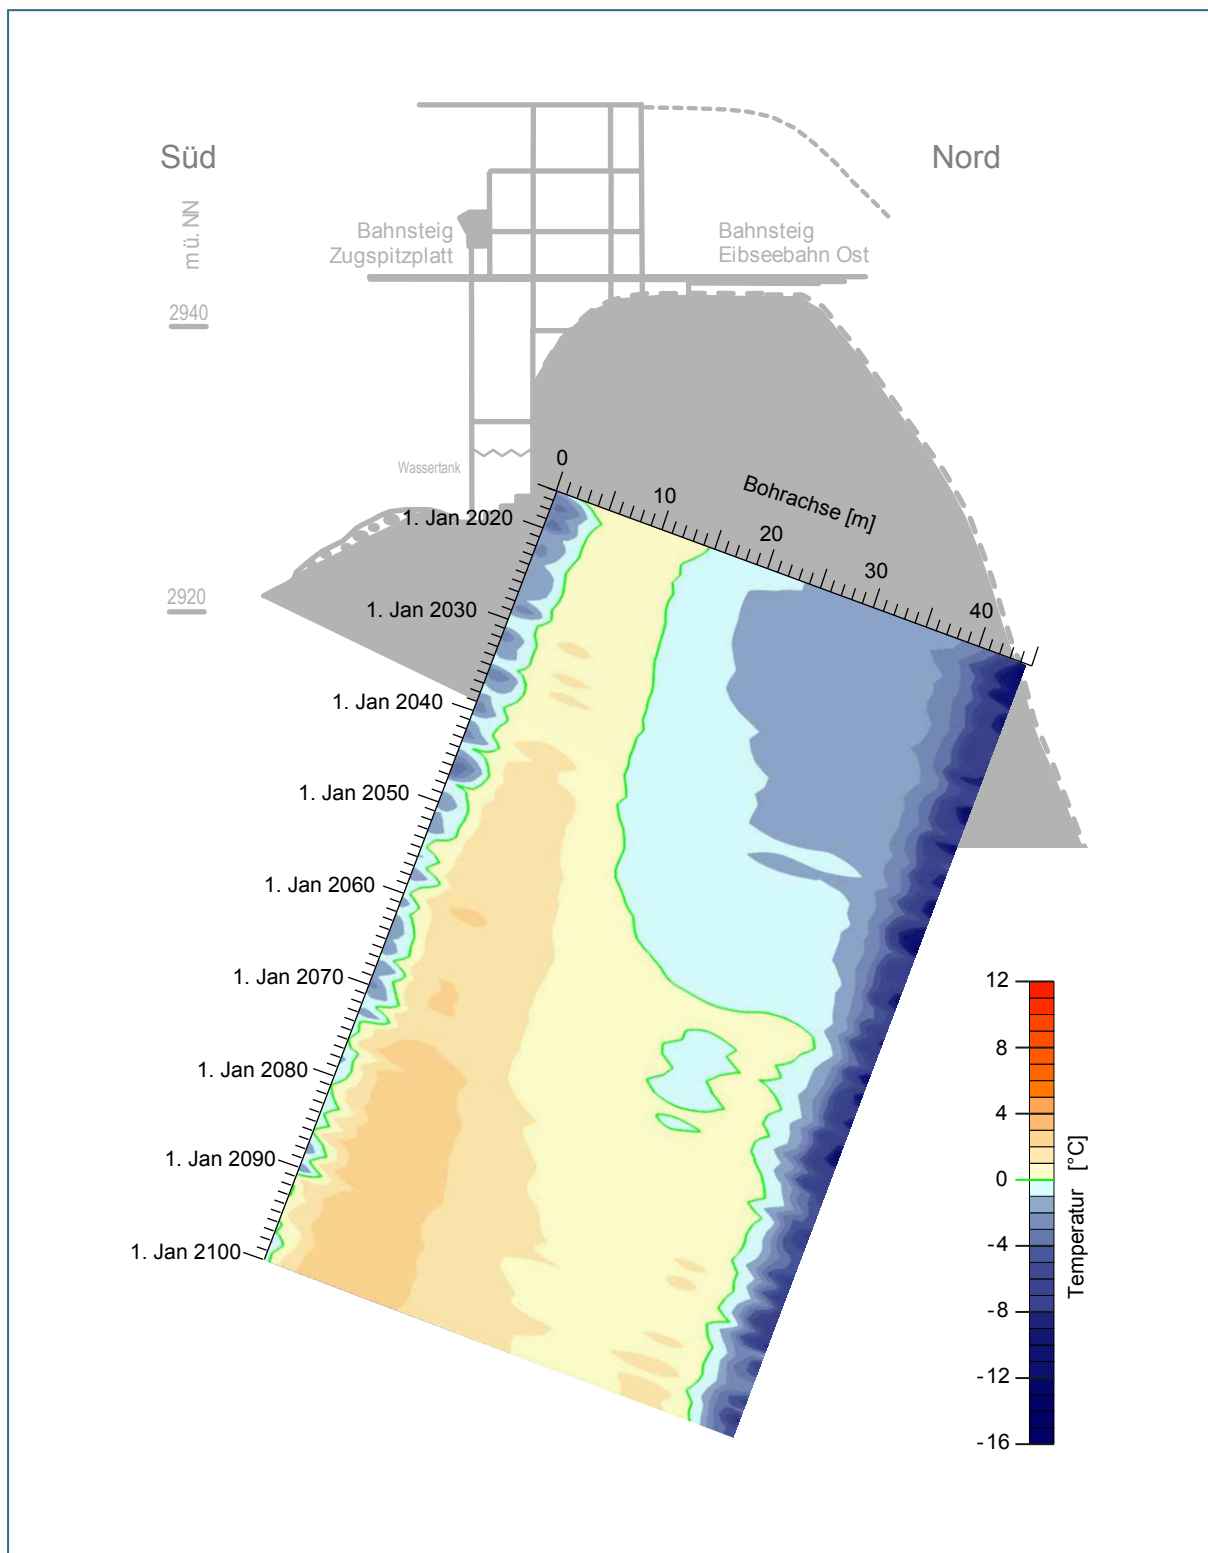 Süd
Nord
m ü. NN
Bahnsteig
Zugspitzplatt
Bahnsteig
Eibseebahn Ost
2940
2920
Wassertank
0
10
20
30
40
Bohrachse [m]
1. Jan 2020
1. Jan 2030
1. Jan 2040
1. Jan 2050
1. Jan 2060
1. Jan 2070
1. Jan 2080
1. Jan 2090
1. Jan 2100
12
8
4
0
-4
-8
-12
-16
Temperatur [°C]